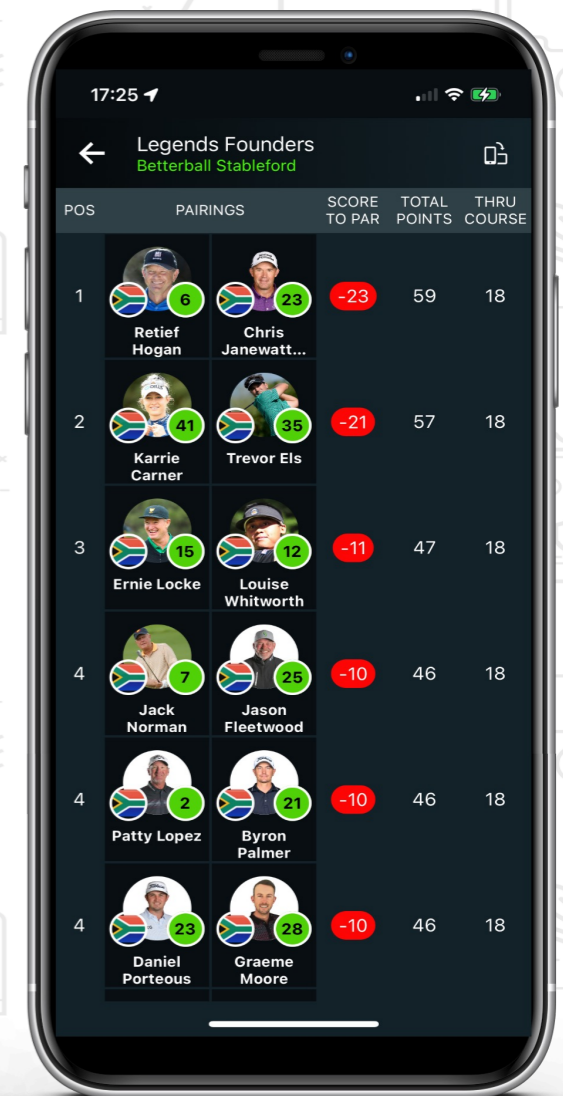 17:25
Legends Founders
Betterball Stableford
POS PAIRINGS SCORE TO PAR TOTAL POINTS THRU COURSE
1 6 23 -23 59 18
Retief Hogan Chris Janewatt...
2 41 35 -21 57 18
Karrie Carner Trevor Els
3 15 12 -11 47 18
Ernie Locke Louise Whitworth
4 7 25 -10 46 18
Jack Norman Jason Fleetwood
4 2 21 -10 46 18
Patty Lopez Byron Palmer
4 23 28 -10 46 18
Daniel Porteous Graeme Moore